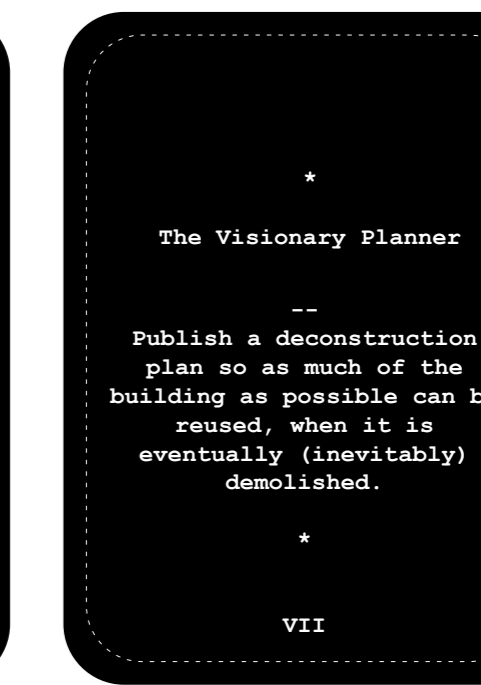 *
The Visionary Planner
--
Publish a deconstruction
plan so as much of the
building as possible can
reused, when it is
eventually (inevitably)
demolished.
*
VII